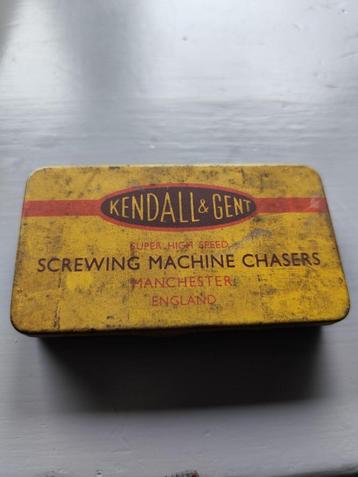 KENDALL & GENT
SUPER HIGH SPEED
SCREWING MACHINE CHASERS
MANCHESTER
ENGLAND